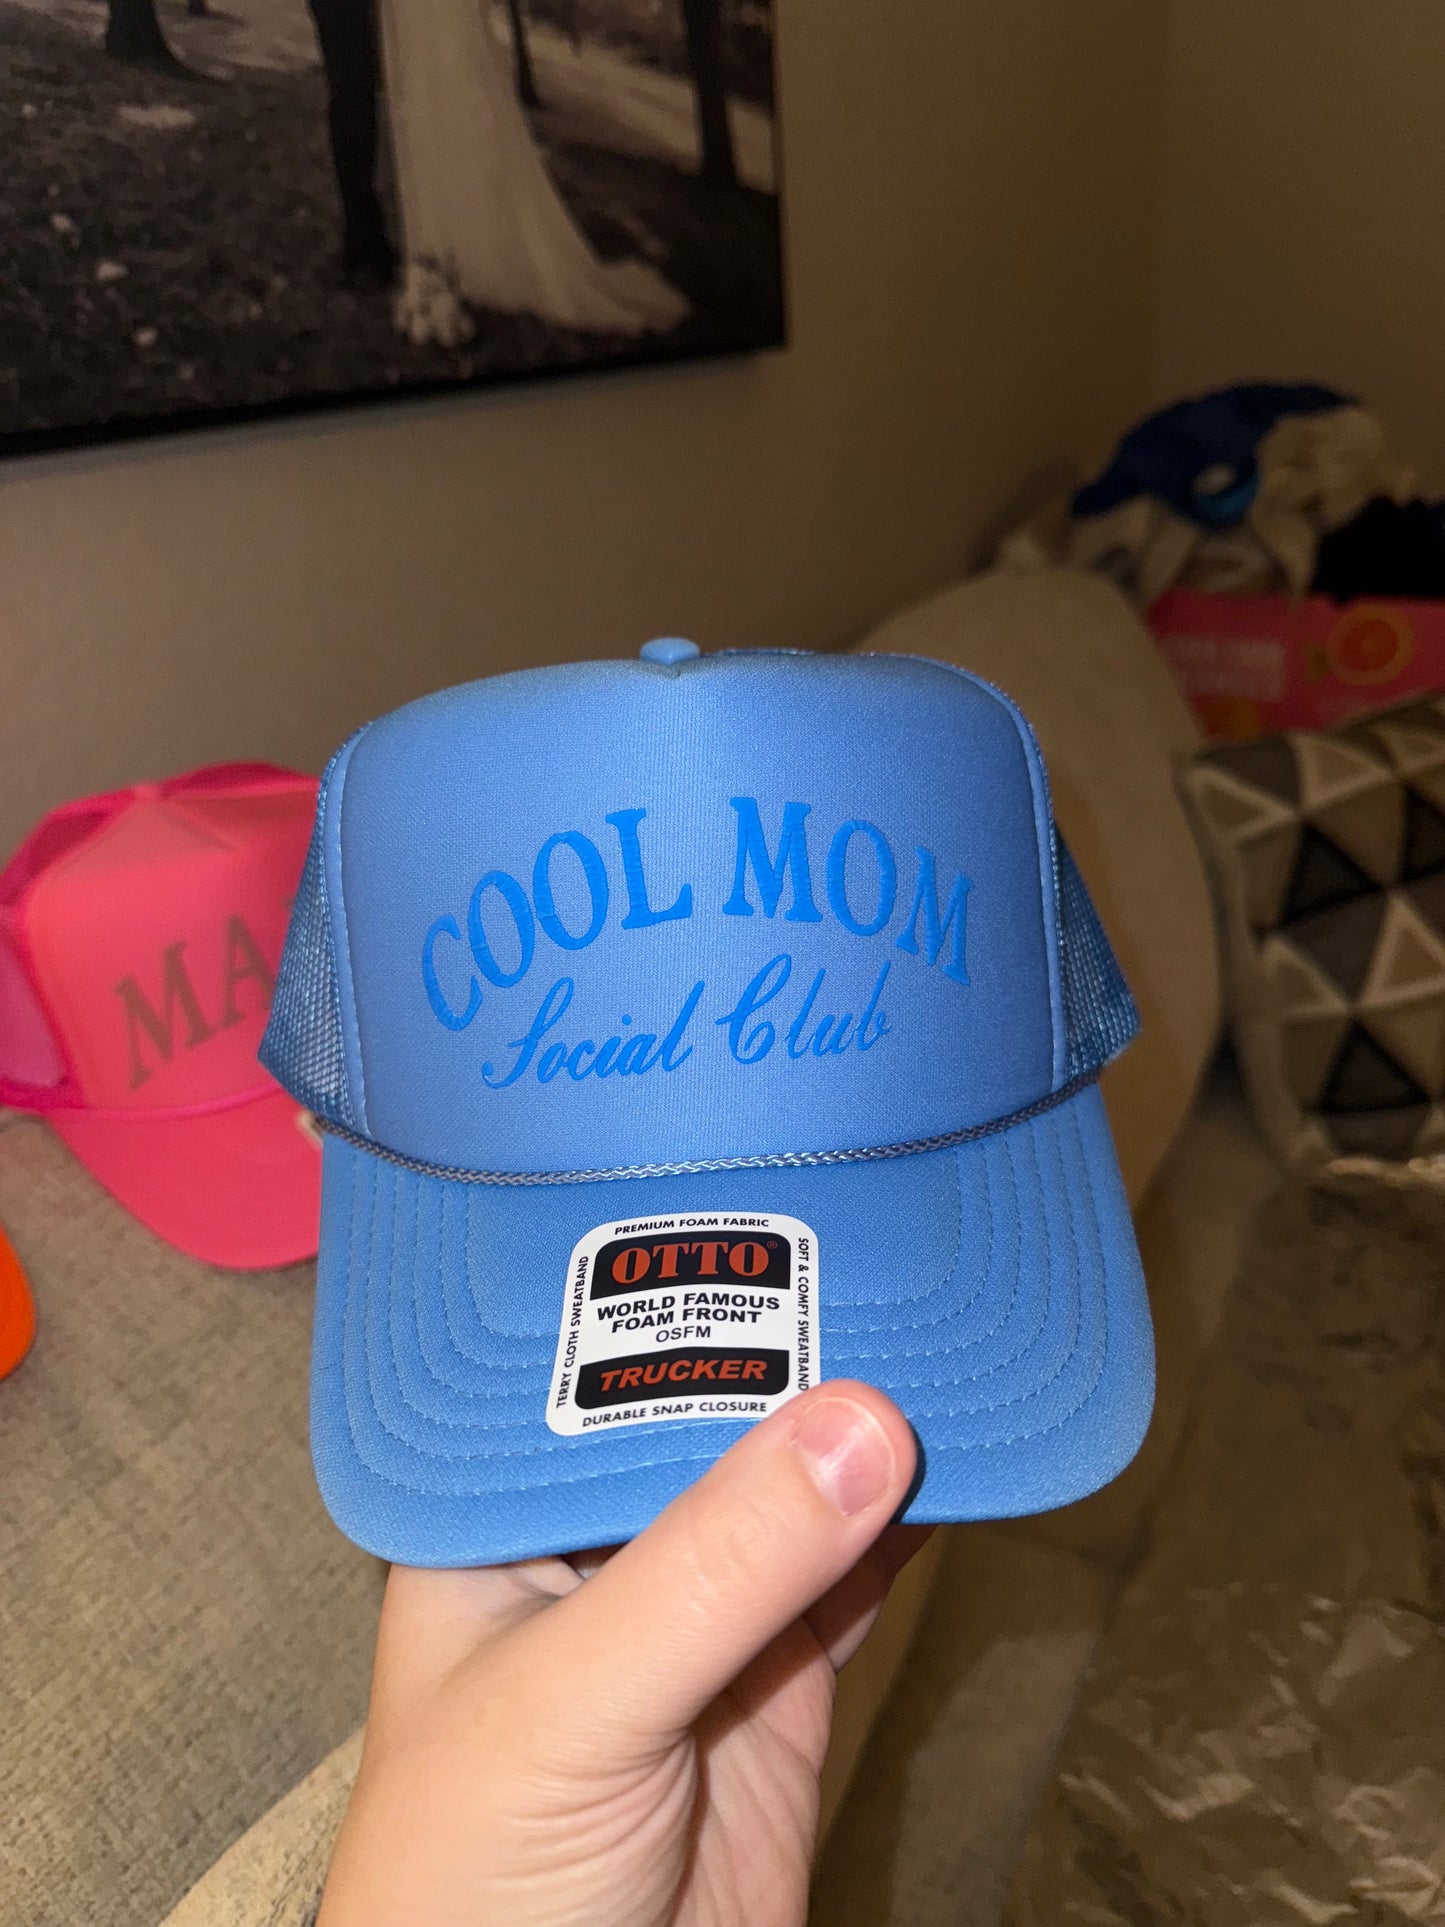 COOL MOM
Social Club
PREMIUM FOAM FABRIC
OTTO®
WORLD FAMOUS
FOAM FRONT
OSFM
TRUCKER
DURABLE SNAP CLOSURE
TERRY CLOTH SWEATBAND
SOFT & COMFY SWEATBAND
MA